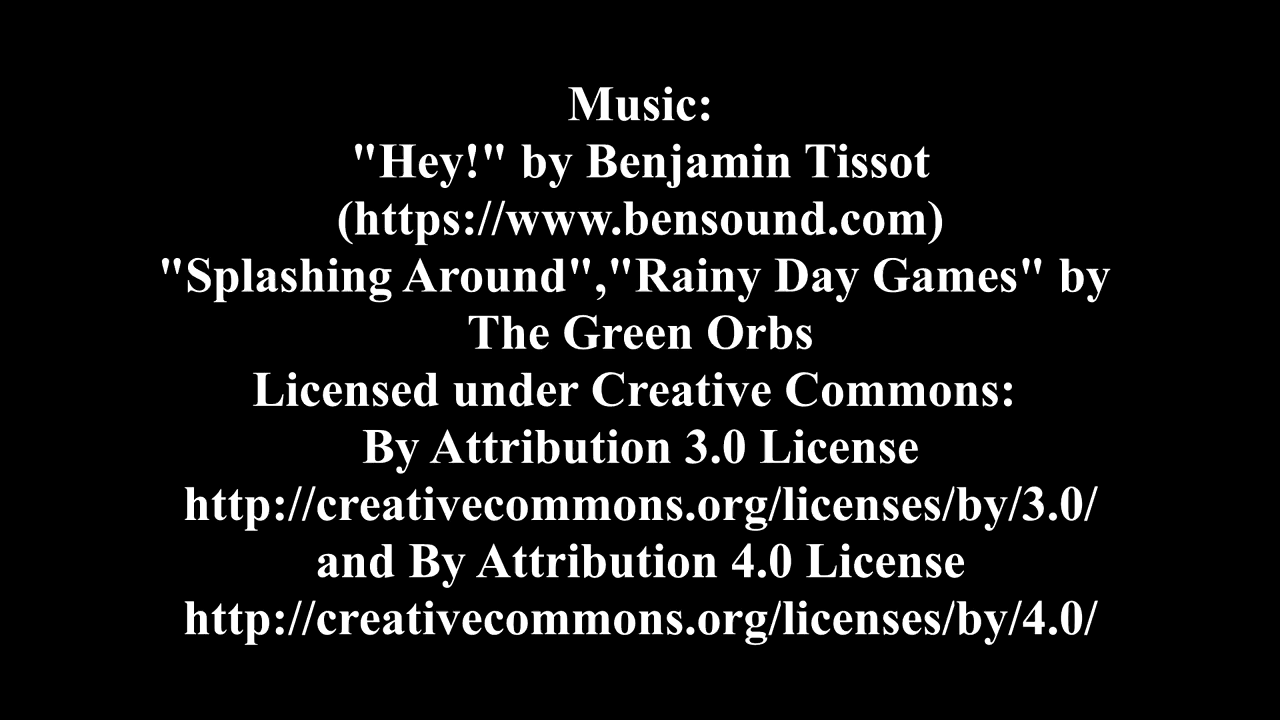 Music:
"Hey!" by Benjamin Tissot
(https://www.bensound.com)
"Splashing Around","Rainy Day Games" by
The Green Orbs
Licensed under Creative Commons:
By Attribution 3.0 License
http://creativecommons.org/licenses/by/3.0/
and By Attribution 4.0 License
http://creativecommons.org/licenses/by/4.0/